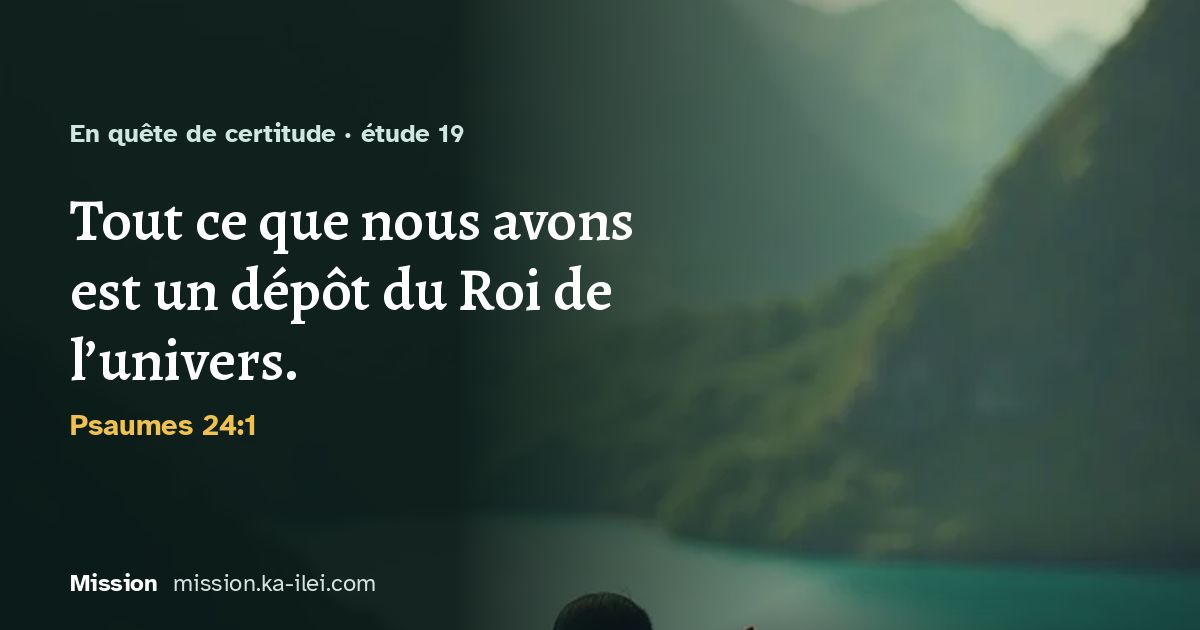 En quête de certitude · étude 19
Tout ce que nous avons
est un dépôt du Roi de
l’univers.
Psaumes 24:1
Mission mission.ka-ilei.com